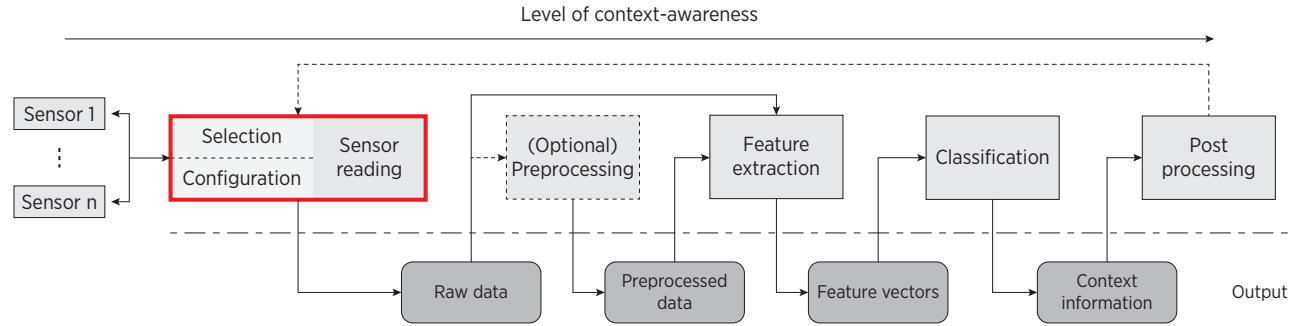 Level of context-awareness
Sensor 1
Sensor n
Selection
Configuration
Sensor
reading
(Optional)
Preprocessing
Feature
extraction
Classification
Post
processing
Raw data
Preprocessed
data
Feature vectors
Context
information
Output